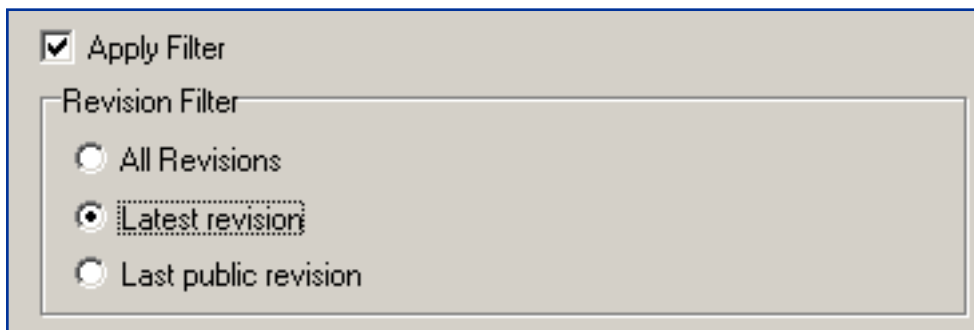 Apply Filter
Revision Filter
All Revisions
Latest revision
Last public revision